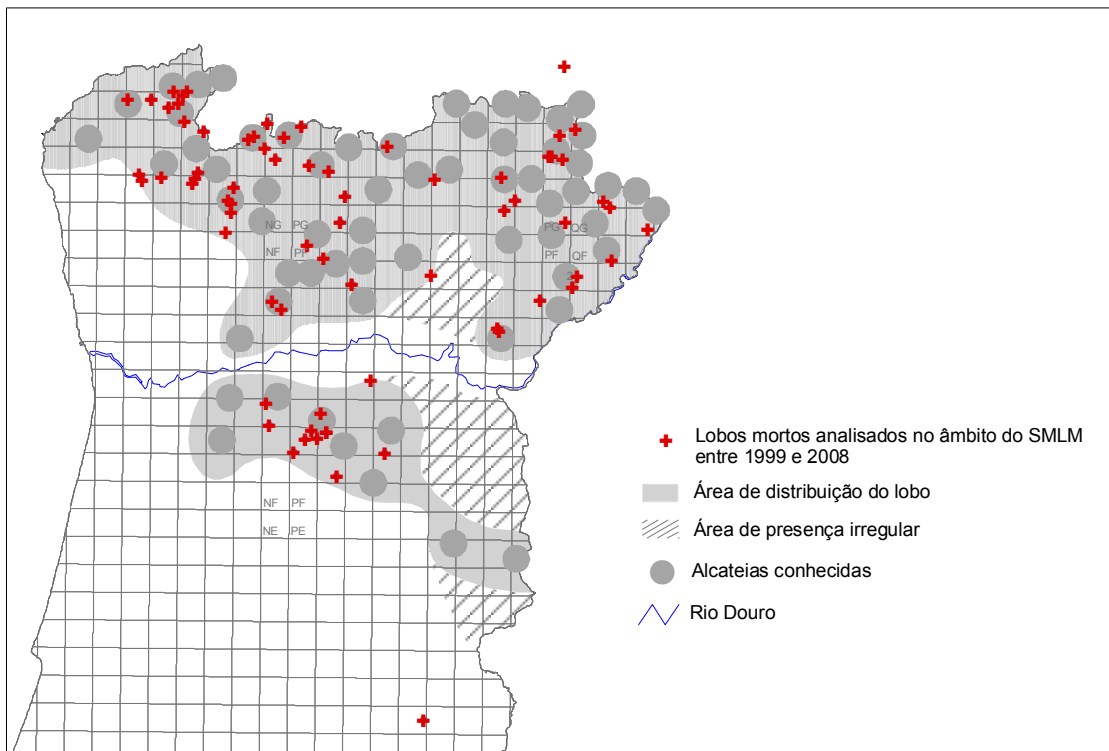 NG PG
NF PF
PG QG
PF QF
2
Lobos mortos analisados no âmbito do SMLM
entre 1999 e 2008
Área de distribuição do lobo
NF PF
NE PE
Área de presença irregular
Alcateias conhecidas
Rio Douro